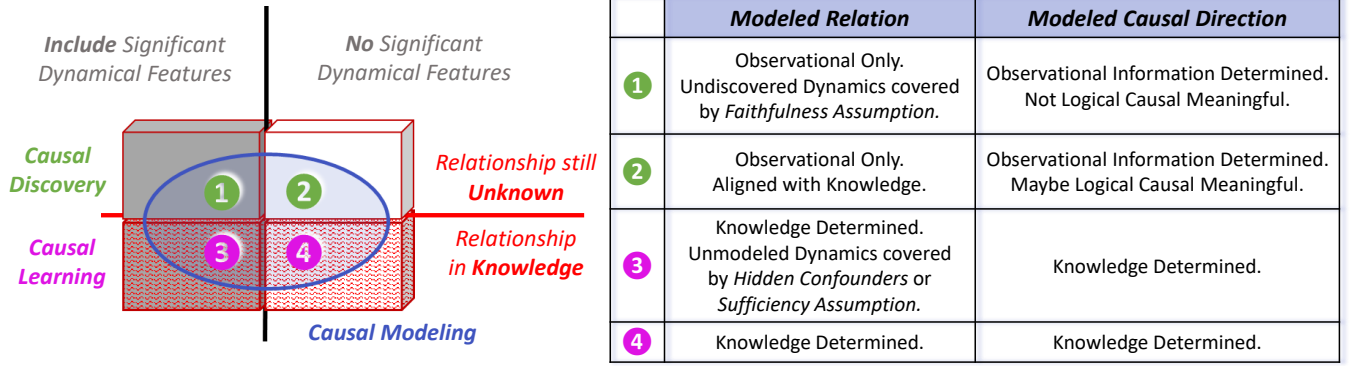 Include Significant
Dynamical Features
No Significant
Dynamical Features
Causal
Discovery
1
2
Relationship still
Unknown
Causal
Learning
3
4
Relationship
in Knowledge
Causal Modeling
Modeled Relation
Modeled Causal Direction
1
Observational Only.
Undiscovered Dynamics covered
by Faithfulness Assumption.
Observational Information Determined.
Not Logical Causal Meaningful.
2
Observational Only.
Aligned with Knowledge.
Observational Information Determined.
Maybe Logical Causal Meaningful.
3
Knowledge Determined.
Unmodeled Dynamics covered
by Hidden Confounders or
Sufficiency Assumption.
Knowledge Determined.
4
Knowledge Determined.
Knowledge Determined.